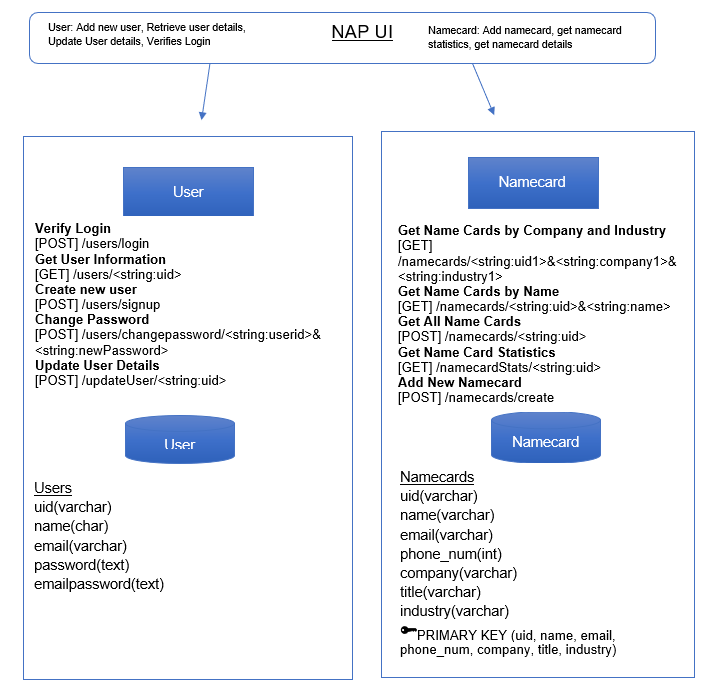 User: Add new user, Retrieve user details,
Update User details, Verifies Login
NAP UI
Namecard: Add namecard, get namecard
statistics, get namecard details
User
Verify Login
[POST] /users/login
Get User Information
[GET] /users/<string:uid>
Create new user
[POST] /users/signup
Change Password
[POST] /users/changepassword/<string:userid>&
<string:newPassword>
Update User Details
[POST] /updateUser/<string:uid>
User
Users
uid(varchar)
name(char)
email(varchar)
password(text)
emailpassword(text)
Namecard
Get Name Cards by Company and Industry
[GET]
/namecards/<string:uid1>&<string:company1>&
<string:industry1>
Get Name Cards by Name
[GET] /namecards/<string:uid>&<string:name>
Get All Name Cards
[POST] /namecards/<string:uid>
Get Name Card Statistics
[GET] /namecardStats/<string:uid>
Add New Namecard
[POST] /namecards/create
Namecard
Namecards
uid(varchar)
name(varchar)
email(varchar)
phone_num(int)
company(varchar)
title(varchar)
industry(varchar)
PRIMARY KEY (uid, name, email,
phone_num, company, title, industry)